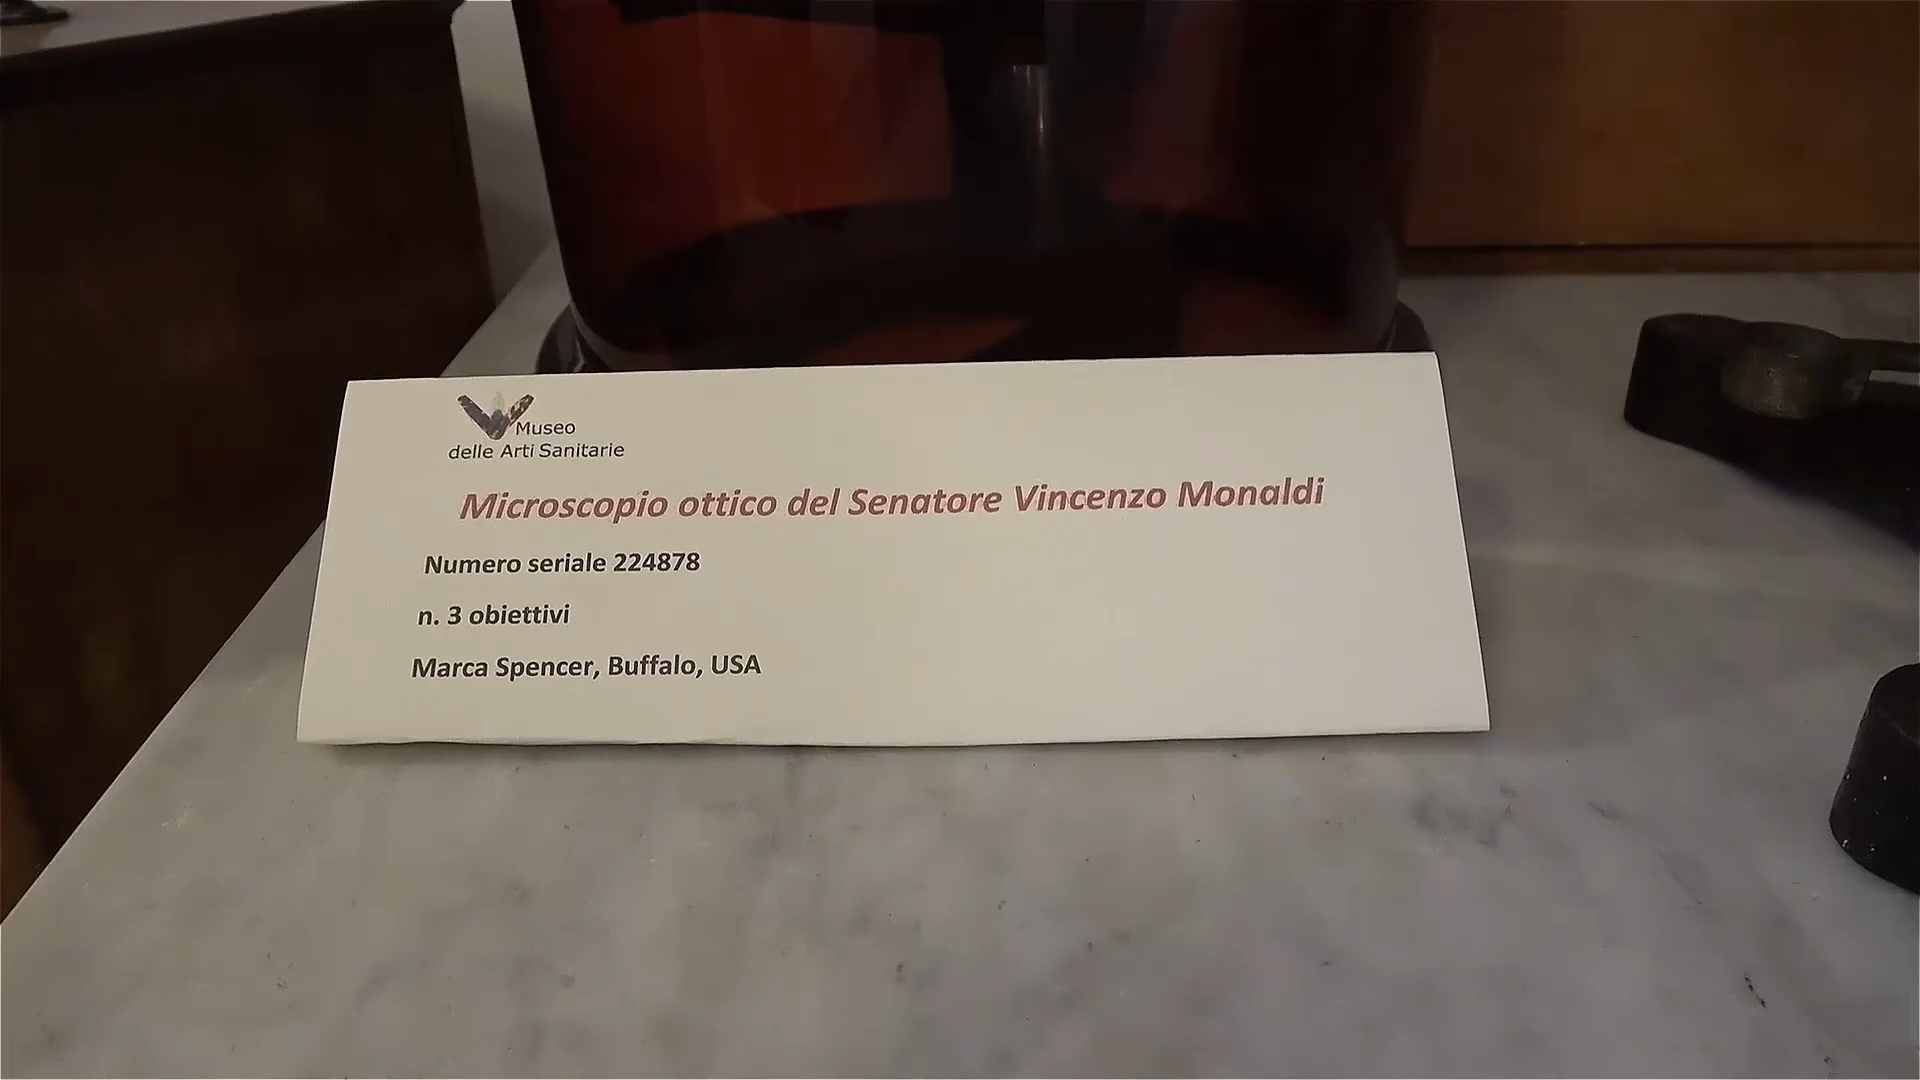 Museo
delle Arti Sanitarie
Microscopio ottico del Senatore Vincenzo Monaldi
Numero seriale 224878
n. 3 obiettivi
Marca Spencer, Buffalo, USA